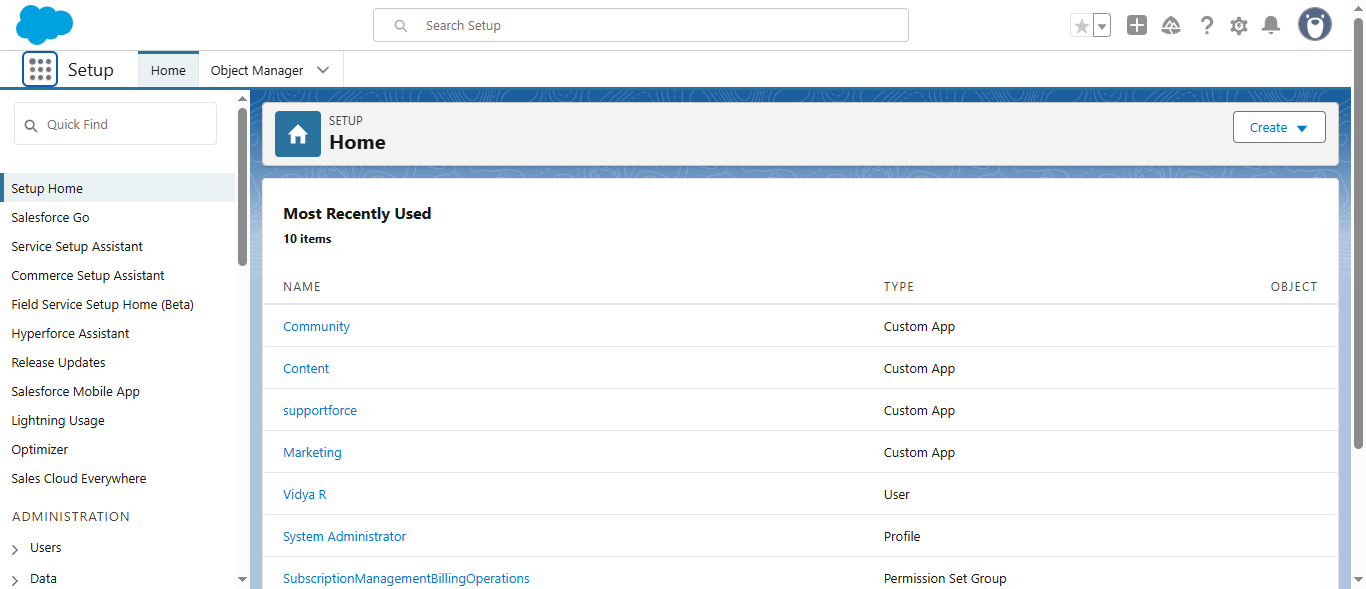 Search Setup
Setup
Home
Object Manager
Quick Find
Setup Home
Salesforce Go
Service Setup Assistant
Commerce Setup Assistant
Field Service Setup Home (Beta)
Hyperforce Assistant
Release Updates
Salesforce Mobile App
Lightning Usage
Optimizer
Sales Cloud Everywhere
ADMINISTRATION
Users
Data
SETUP
Home
Create
Most Recently Used
10 items
NAME TYPE OBJECT
Community Custom App
Content Custom App
supportforce Custom App
Marketing Custom App
Vidya R User
System Administrator Profile
SubscriptionManagementBillingOperations Permission Set Group